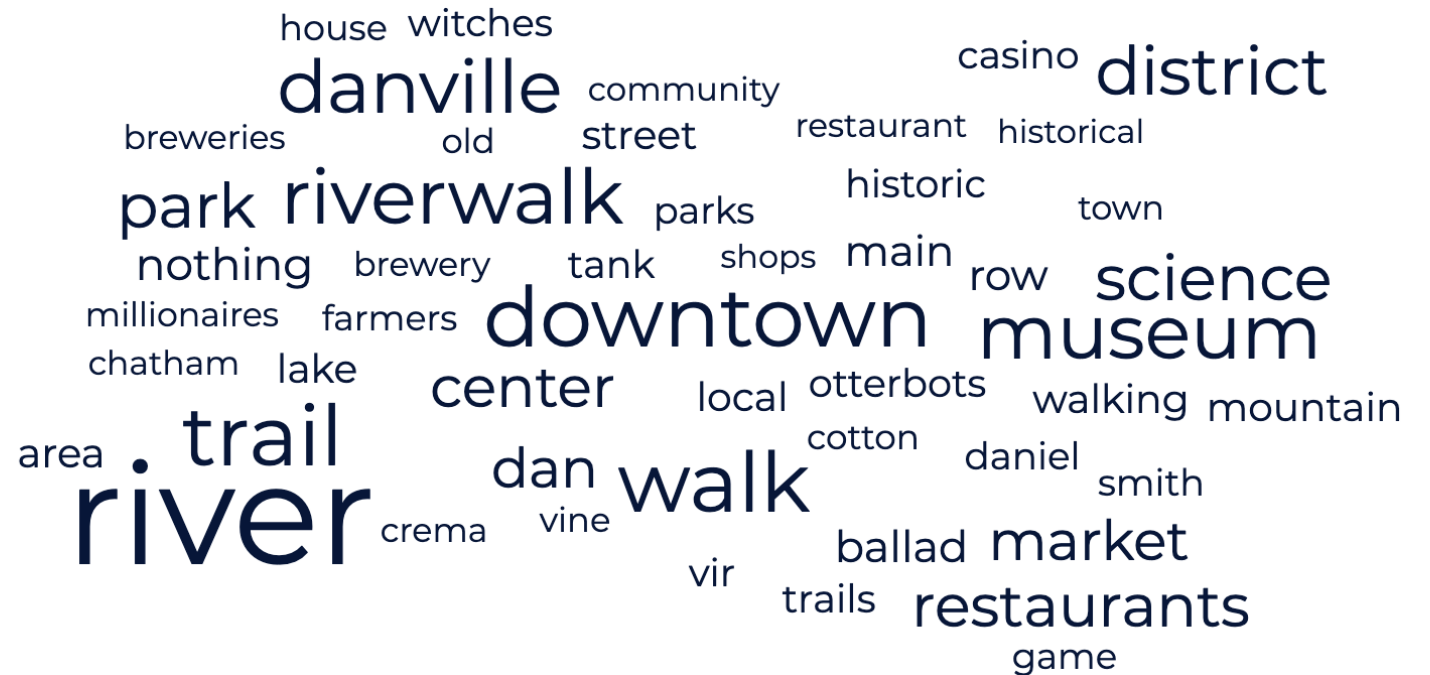 house witches
danville community casino district
breweries old street restaurant historical
park riverwalk parks historic town
nothing brewery tank shops main row science
millionaires farmers downtown museum
chatham lake center local otterbots walking mountain
area trail dan walk cotton daniel smith
river crema vine ballad market
vir trails restaurants
game